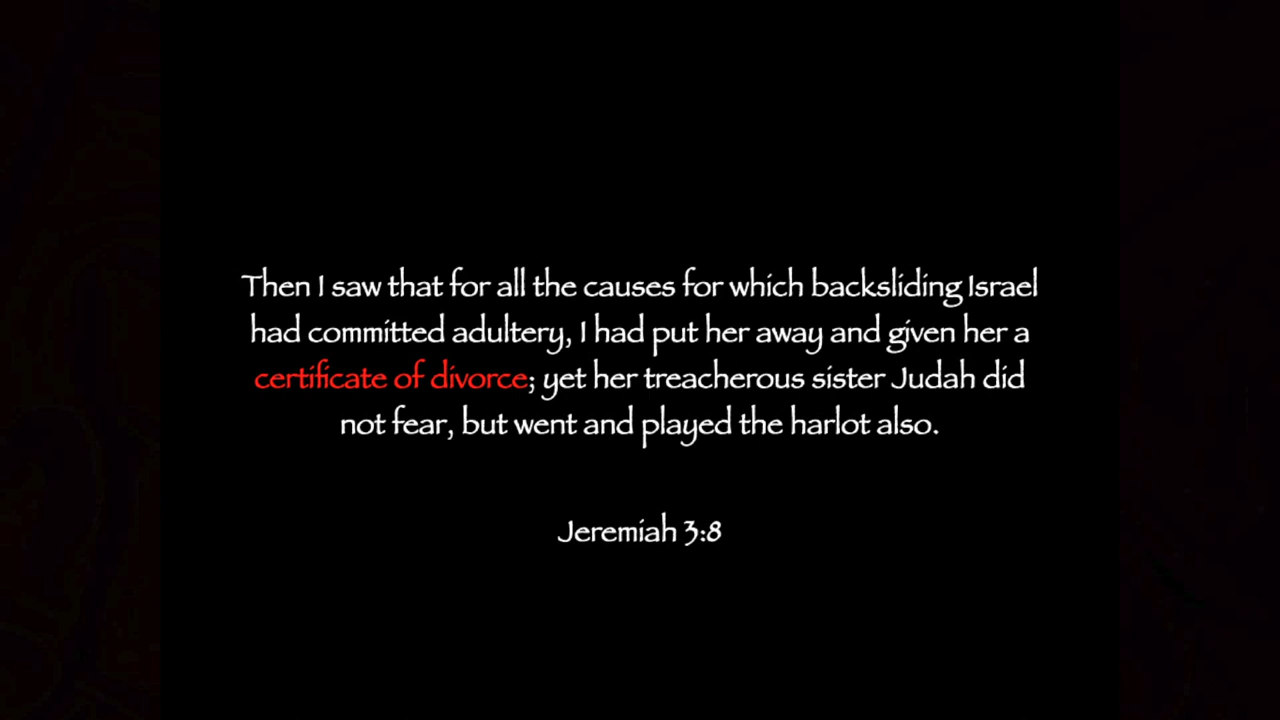 Then I saw that for all the causes for which backsliding Israel
had committed adultery, I had put her away and given her a
certificate of divorce; yet her treacherous sister Judah did
not fear, but went and played the harlot also.
Jeremiah 3:8